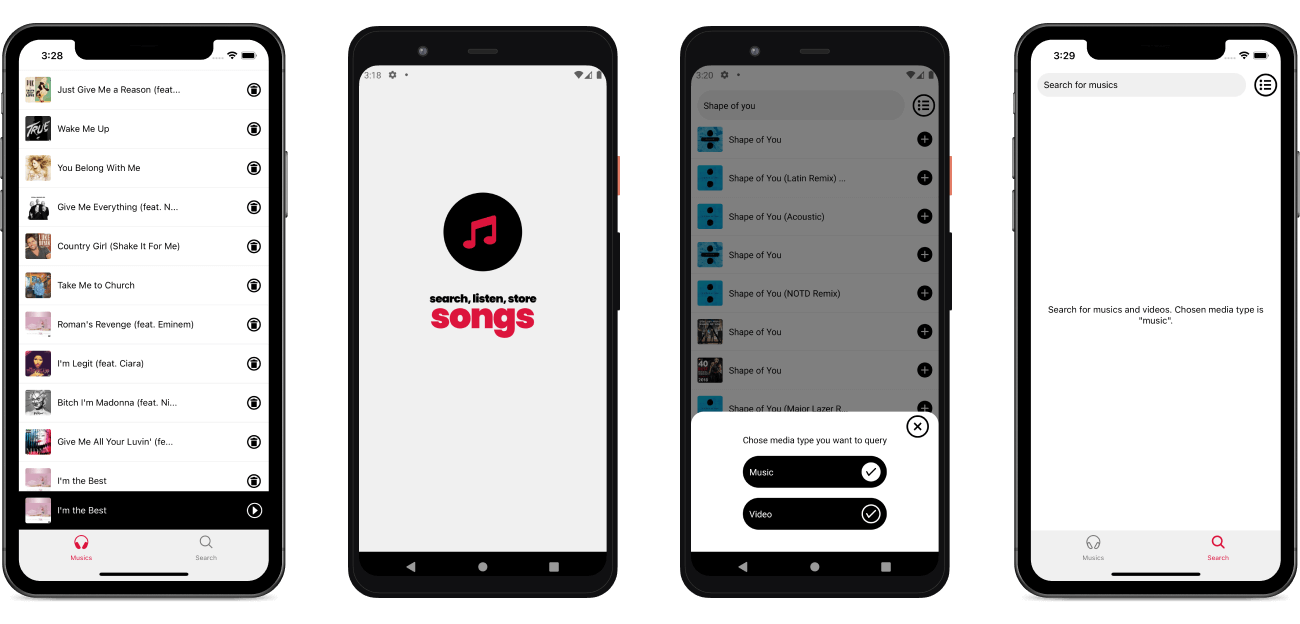 3:28
Just Give Me a Reason (feat...
Wake Me Up
You Belong With Me
Give Me Everything (feat. N...
Country Girl (Shake It For Me)
Take Me to Church
Roman's Revenge (feat. Eminem)
I'm Legit (feat. Ciara)
Bitch I'm Madonna (feat. Ni...
Give Me All Your Luvin' (fe...
I'm the Best
I'm the Best
Musics
Search
3:18
search, listen, store
songs
3:20
Shape of you
Shape of You
Shape of You (Latin Remix) ...
Shape of You (Acoustic)
Shape of You
Shape of You (NOTD Remix)
Shape of You
Shape of You
Shape of You (Major Lazer R...
Chose media type you want to query
Music
Video
3:29
Search for musics
Search for musics and videos. Chosen media type is
"music".
Musics
Search
TRUE
40